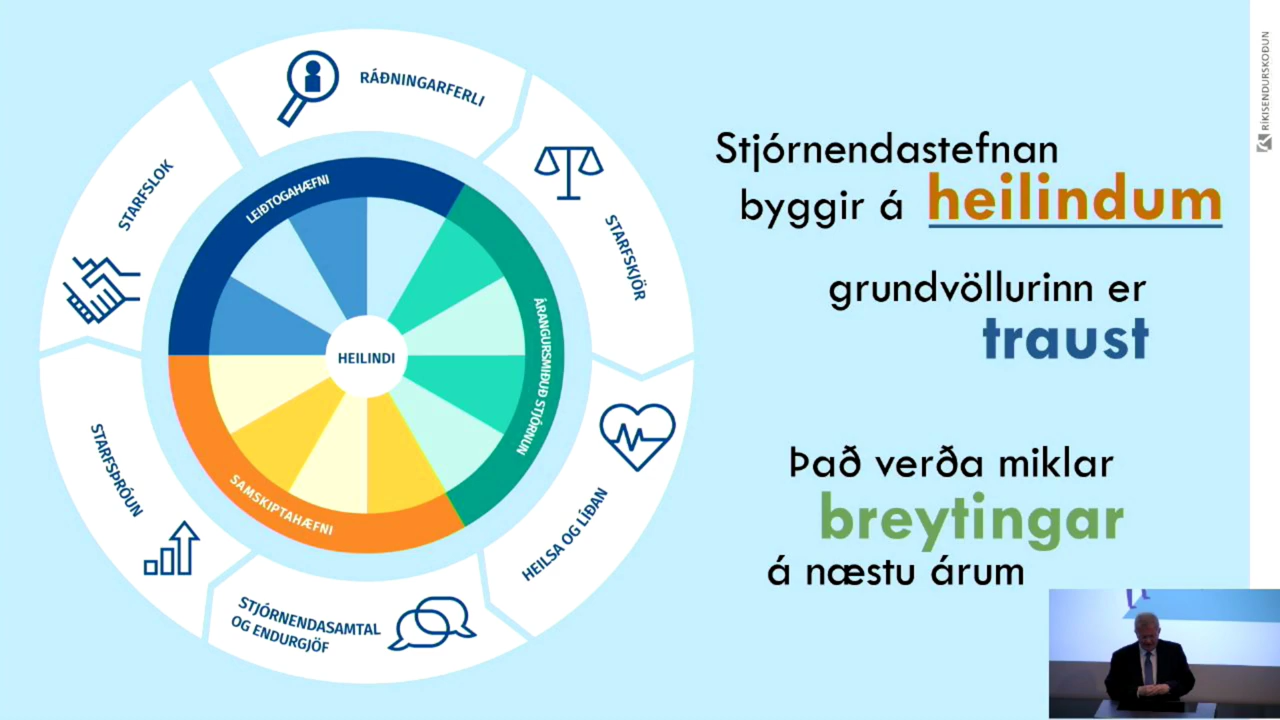 RÁÐNINGARFERLI
STARFSKJÖR
HEILSA OG LÍÐAN
STJÓRNENDASAMTAL
OG ENDURGJÖF
STARFSÞRÓUN
STARFSLOK
LEIÐTOGAHÆFNI
ÁRANGURSMIÐUÐ STJÓRNUN
SAMSKIPTAHÆFNI
HEILINDI
Stjórnendastefnan
byggir á heilindum
grundvöllurinn er
traust
Það verða miklar
breytingar
á næstu árum
RÍKISENDURSKOÐUN